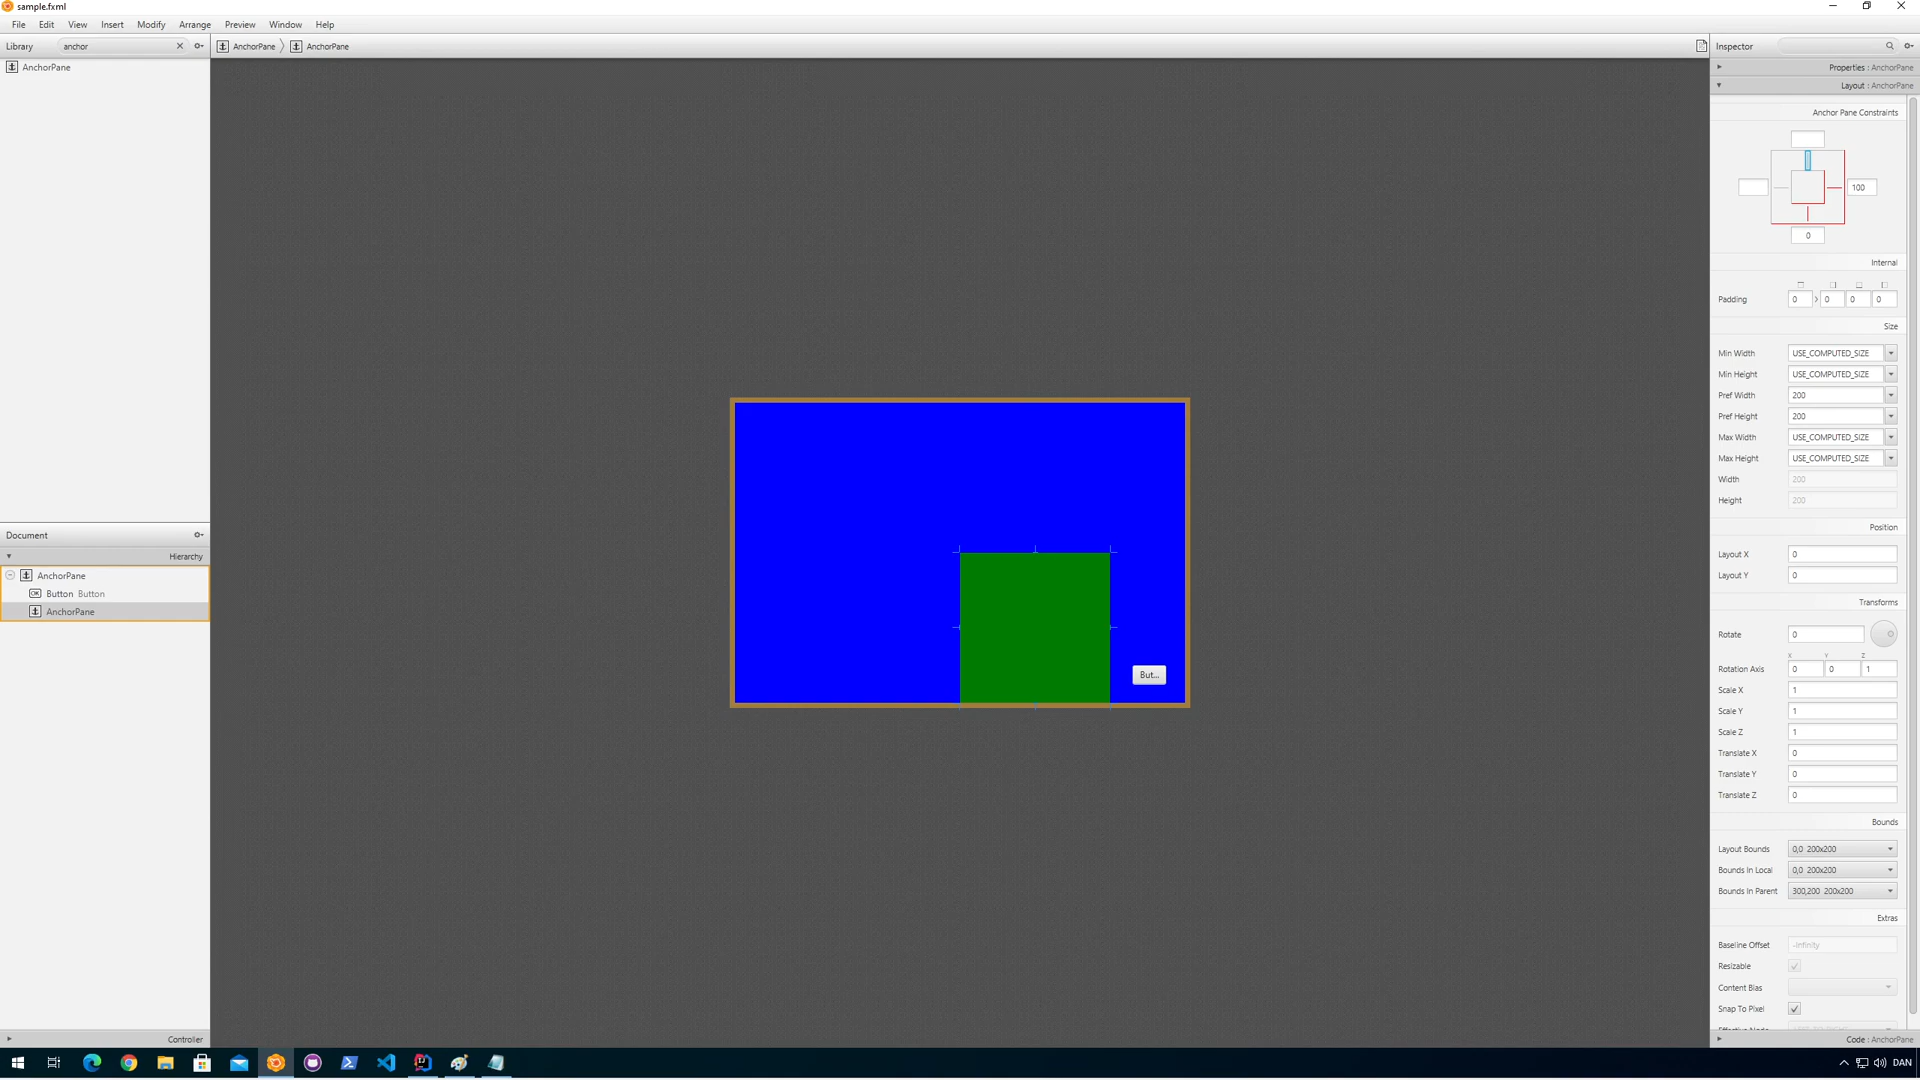 sample.fxml
File Edit View Insert Modify Arrange Preview Window Help
Library anchor
AnchorPane AnchorPane
Inspector
AnchorPane
Properties : AnchorPane
Layout : AnchorPane
Anchor Pane Constraints
100
0
Internal
Padding 0 0 0 0
Size
Min Width USE_COMPUTED_SIZE
Min Height USE_COMPUTED_SIZE
Pref Width 200
Pref Height 200
Max Width USE_COMPUTED_SIZE
Max Height USE_COMPUTED_SIZE
Width 200
Height 200
Position
Layout X 0
Layout Y 0
Transforms
Rotate 0
X Y Z
Rotation Axis 0 0 1
Scale X 1
Scale Y 1
Scale Z 1
Translate X 0
Translate Y 0
Translate Z 0
Bounds
Layout Bounds 0,0 200x200
Bounds In Local 0,0 200x200
Bounds In Parent 300,200 200x200
Extras
Baseline Offset -Infinity
Resizable
Content Bias
Snap To Pixel
Code : AnchorPane
But...
Document
Hierarchy
AnchorPane
OK Button Button
AnchorPane
Controller
DAN